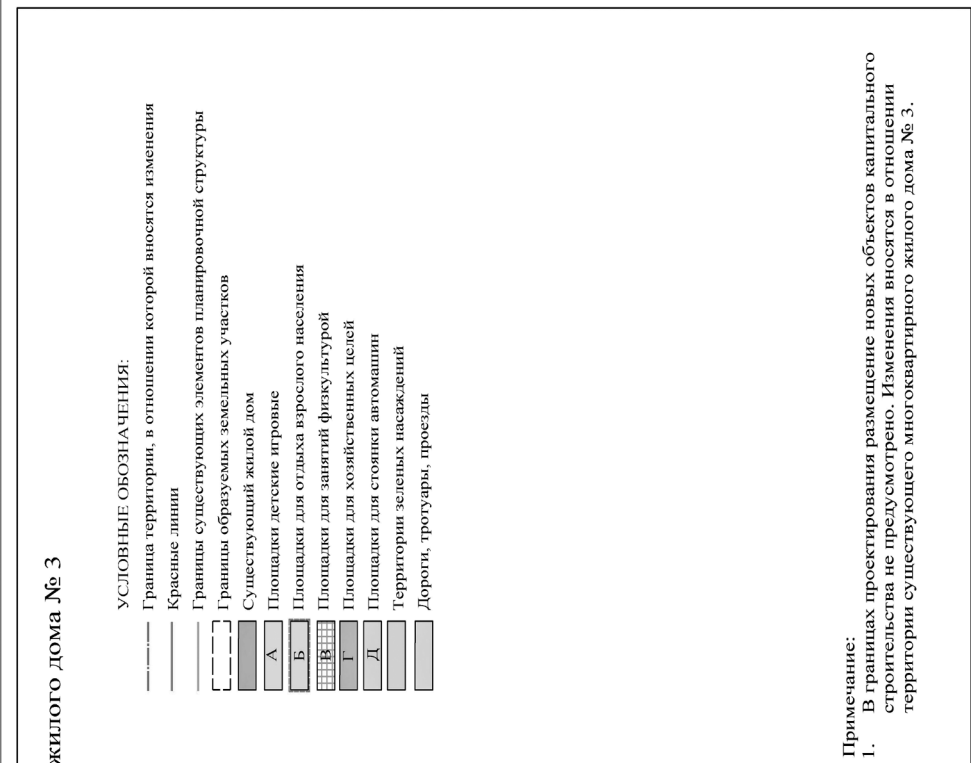 жилого дома № 3
УСЛОВНЫЕ ОБОЗНАЧЕНИЯ:
Граница территории, в отношении которой вносятся изменения
Красные линии
Границы существующих элементов планировочной структуры
Границы образуемых земельных участков
Существующий жилой дом
А Площадки детские игровые
Б Площадки для отдыха взрослого населения
В Площадки для занятий физкультурой
Г Площадки для хозяйственных целей
Д Площадки для стоянки автомашин
Территории зеленых насаждений
Дороги, тротуары, проезды
Примечание:
1. В границах проектирования размещение новых объектов капитального
строительства не предусмотрено. Изменения вносятся в отношении
территории существующего многоквартирного жилого дома № 3.